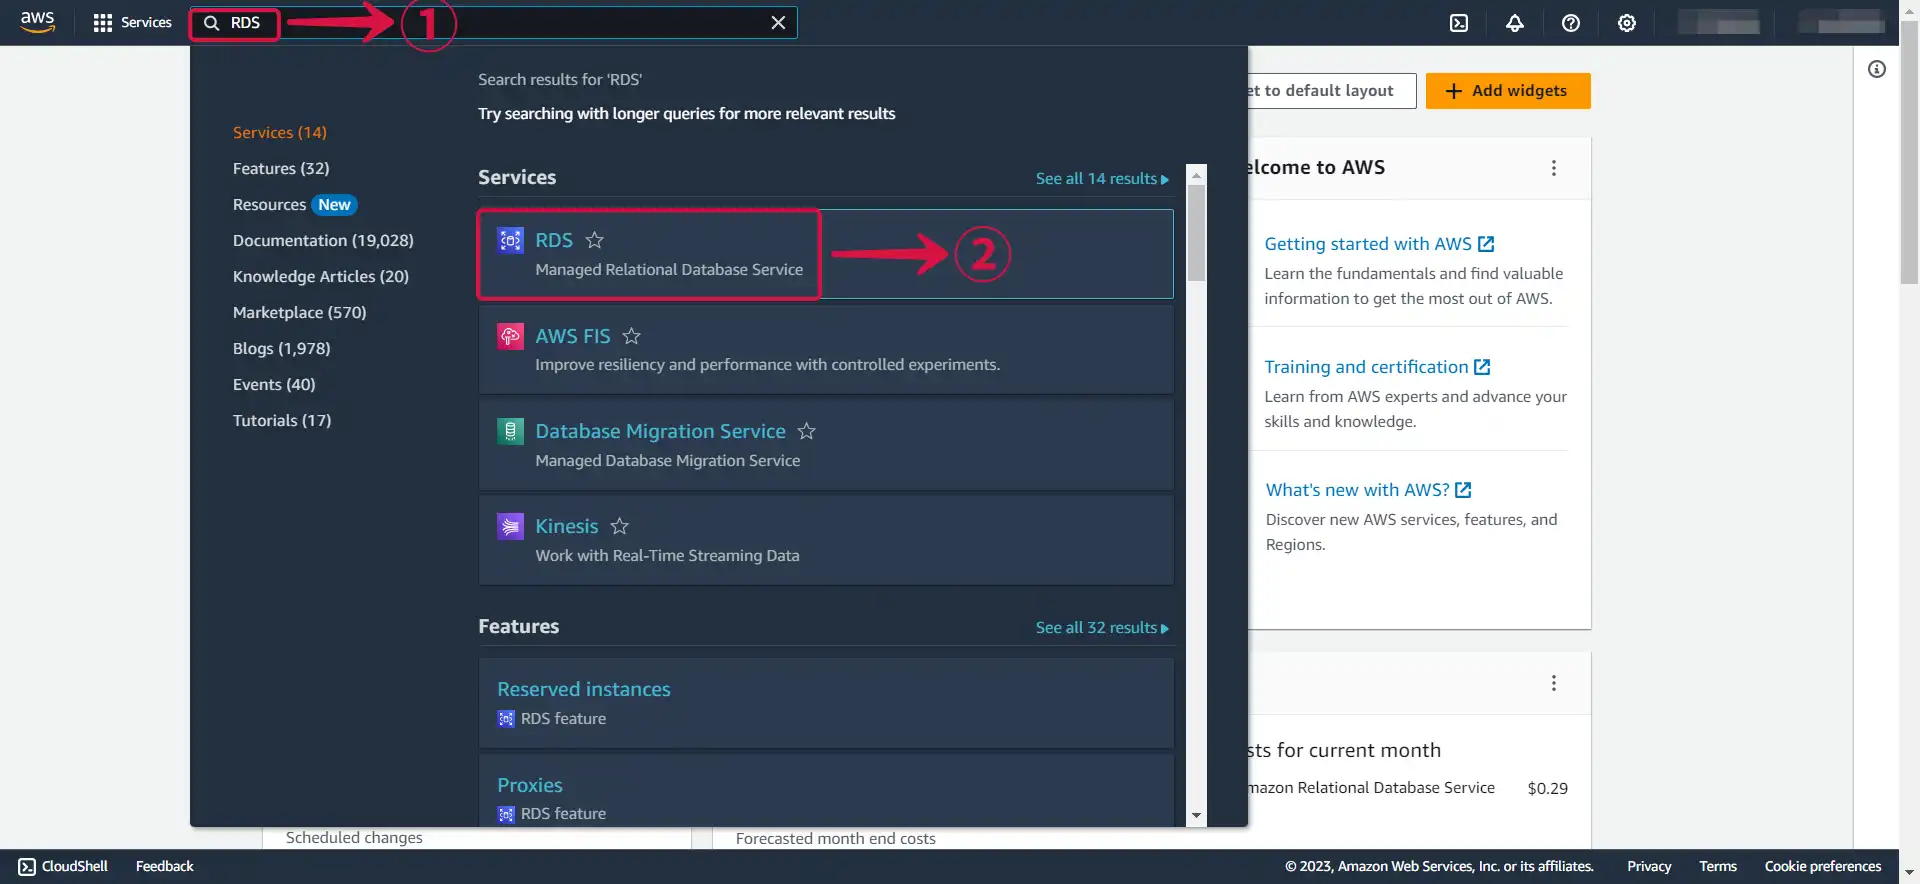 aws
Services
RDS
1
Search results for 'RDS'
Try searching with longer queries for more relevant results
Services (14)
Features (32)
Resources New
Documentation (19,028)
Knowledge Articles (20)
Marketplace (570)
Blogs (1,978)
Events (40)
Tutorials (17)
Services
See all 14 results
RDS
Managed Relational Database Service
2
AWS FIS
Improve resiliency and performance with controlled experiments.
Database Migration Service
Managed Database Migration Service
Kinesis
Work with Real-Time Streaming Data
Features
See all 32 results
Reserved instances
RDS feature
Proxies
RDS feature
et to default layout
Add widgets
elcome to AWS
Getting started with AWS
Learn the fundamentals and find valuable
information to get the most out of AWS.
Training and certification
Learn from AWS experts and advance your
skills and knowledge.
What's new with AWS?
Discover new AWS services, features, and
Regions.
sts for current month
mazon Relational Database Service $0.29
Scheduled changes
Forecasted month end costs
CloudShell
Feedback
© 2023, Amazon Web Services, Inc. or its affiliates.
Privacy
Terms
Cookie preferences